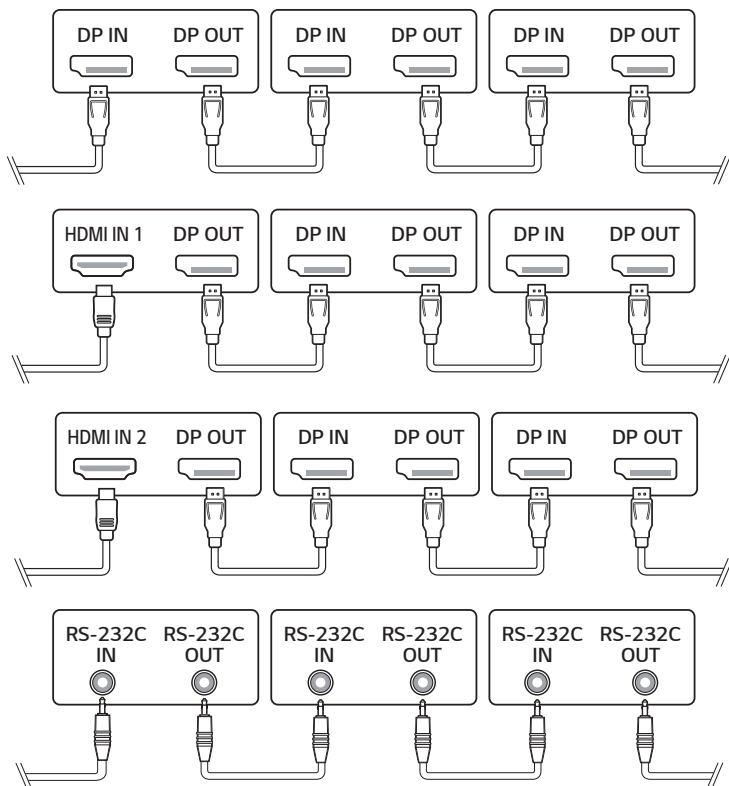 DP IN DP OUT DP IN DP OUT DP IN DP OUT
HDMI IN 1 DP OUT DP IN DP OUT DP IN DP OUT
HDMI IN 2 DP OUT DP IN DP OUT DP IN DP OUT
RS-232C RS-232C RS-232C RS-232C RS-232C RS-232C
IN OUT IN OUT IN OUT